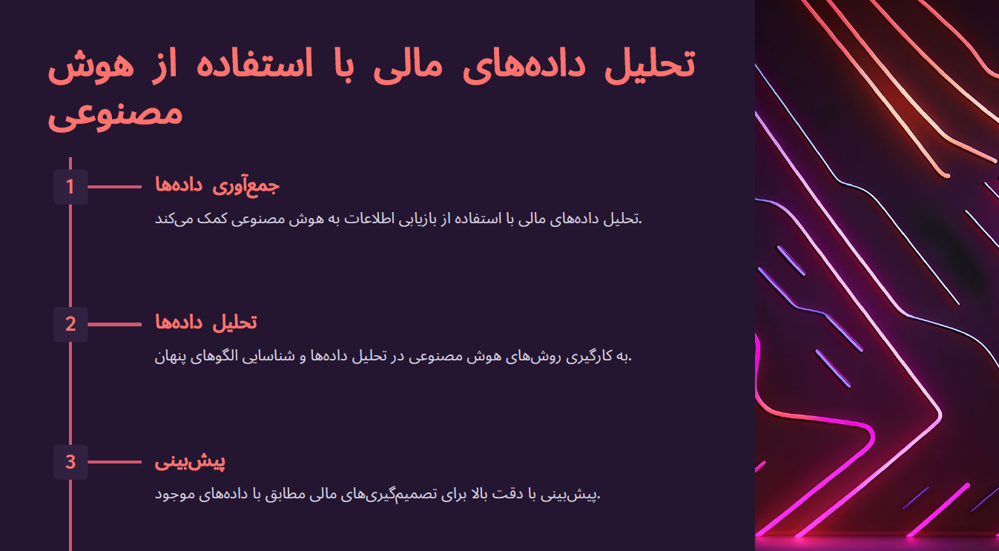 تحلیل داده‌های مالی با استفاده از هوش
مصنوعی
1
جمع‌آوری داده‌ها
تحلیل داده‌های مالی با استفاده از بازیابی اطلاعات به هوش مصنوعی کمک می‌کند.
2
تحلیل داده‌ها
به کارگیری روش‌های هوش مصنوعی در تحلیل داده‌ها و شناسایی الگوهای پنهان.
3
پیش‌بینی
پیش‌بینی با دقت بالا برای تصمیم‌گیری‌های مالی مطابق با داده‌های موجود.